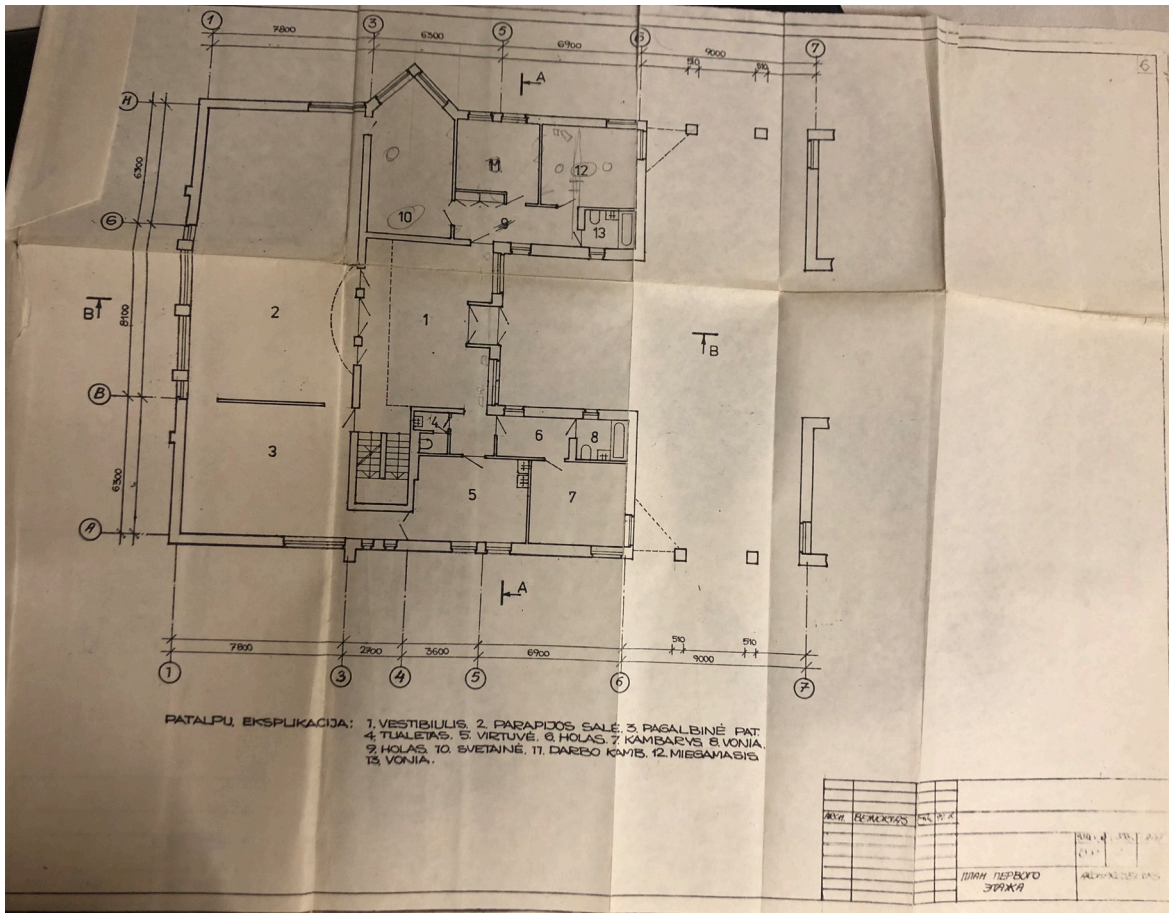 1 3 5 6 7
7800 6300 6900 9000
510 510
6
A
H
6300
G
11 12
10 9 13
2 1
8100
B B
B
4 6 8
3
6300
5 7
A
A
510 510
7800 2700 3600 6900 9000
1 3 4 5 6 7
PATALPŲ EKSPLIKACIJA: 1. VESTIBIULIS. 2. PARAPIJOS SALĖ. 3. PAGALBINĖ PAT.
4. TUALETAS. 5. VIRTUVĖ. 6. HOLAS. 7. KAMBARYS 8. VONIA.
9. HOLAS. 10. SVETAINĖ. 11. DARBO KAMB. 12. MIEGAMASIS
13. VONIA.
ПЛАН ПЕРВОГО
ЭТАЖА